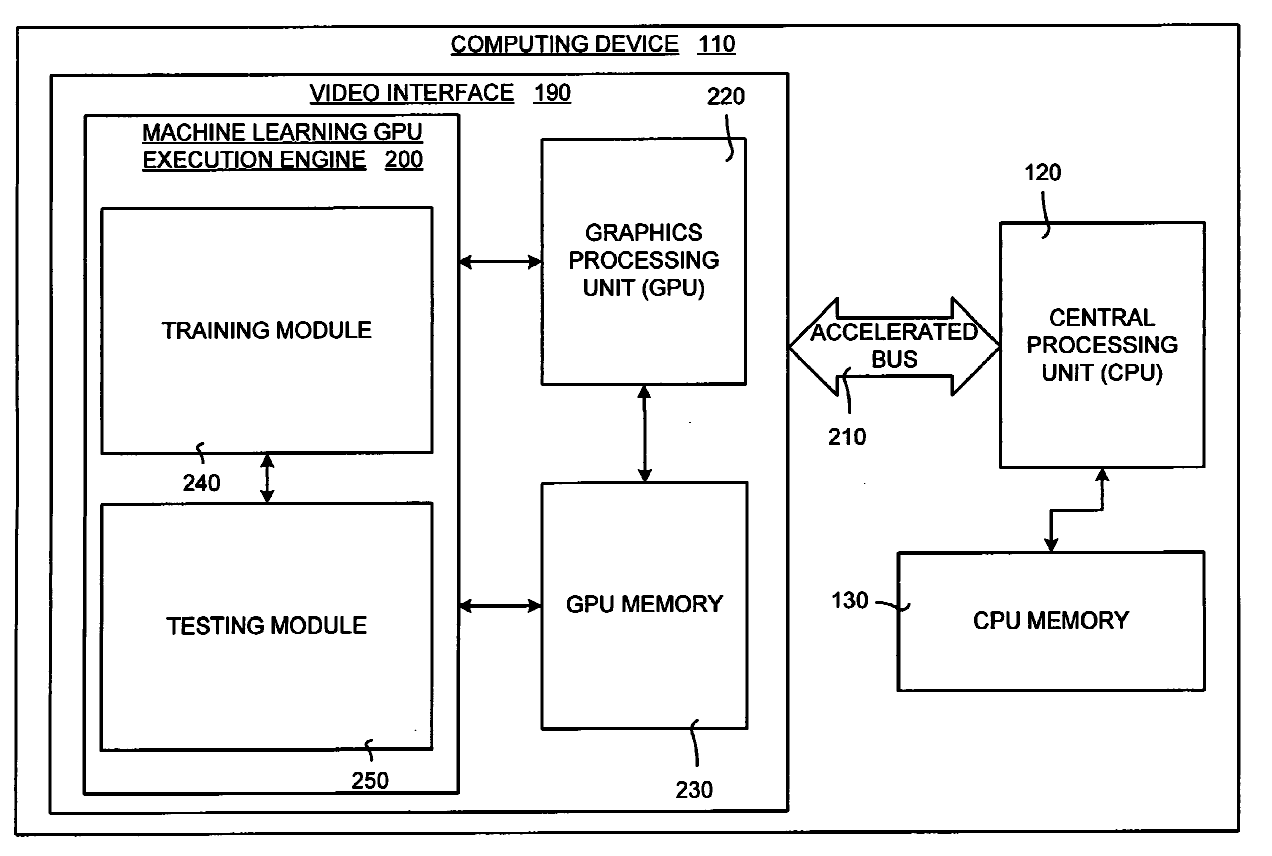 COMPUTING DEVICE 110
VIDEO INTERFACE 190
MACHINE LEARNING GPU
EXECUTION ENGINE 200
TRAINING MODULE
240
TESTING MODULE
250
220
GRAPHICS
PROCESSING
UNIT (GPU)
GPU MEMORY
230
ACCELERATED
BUS
210
120
CENTRAL
PROCESSING
UNIT (CPU)
130
CPU MEMORY